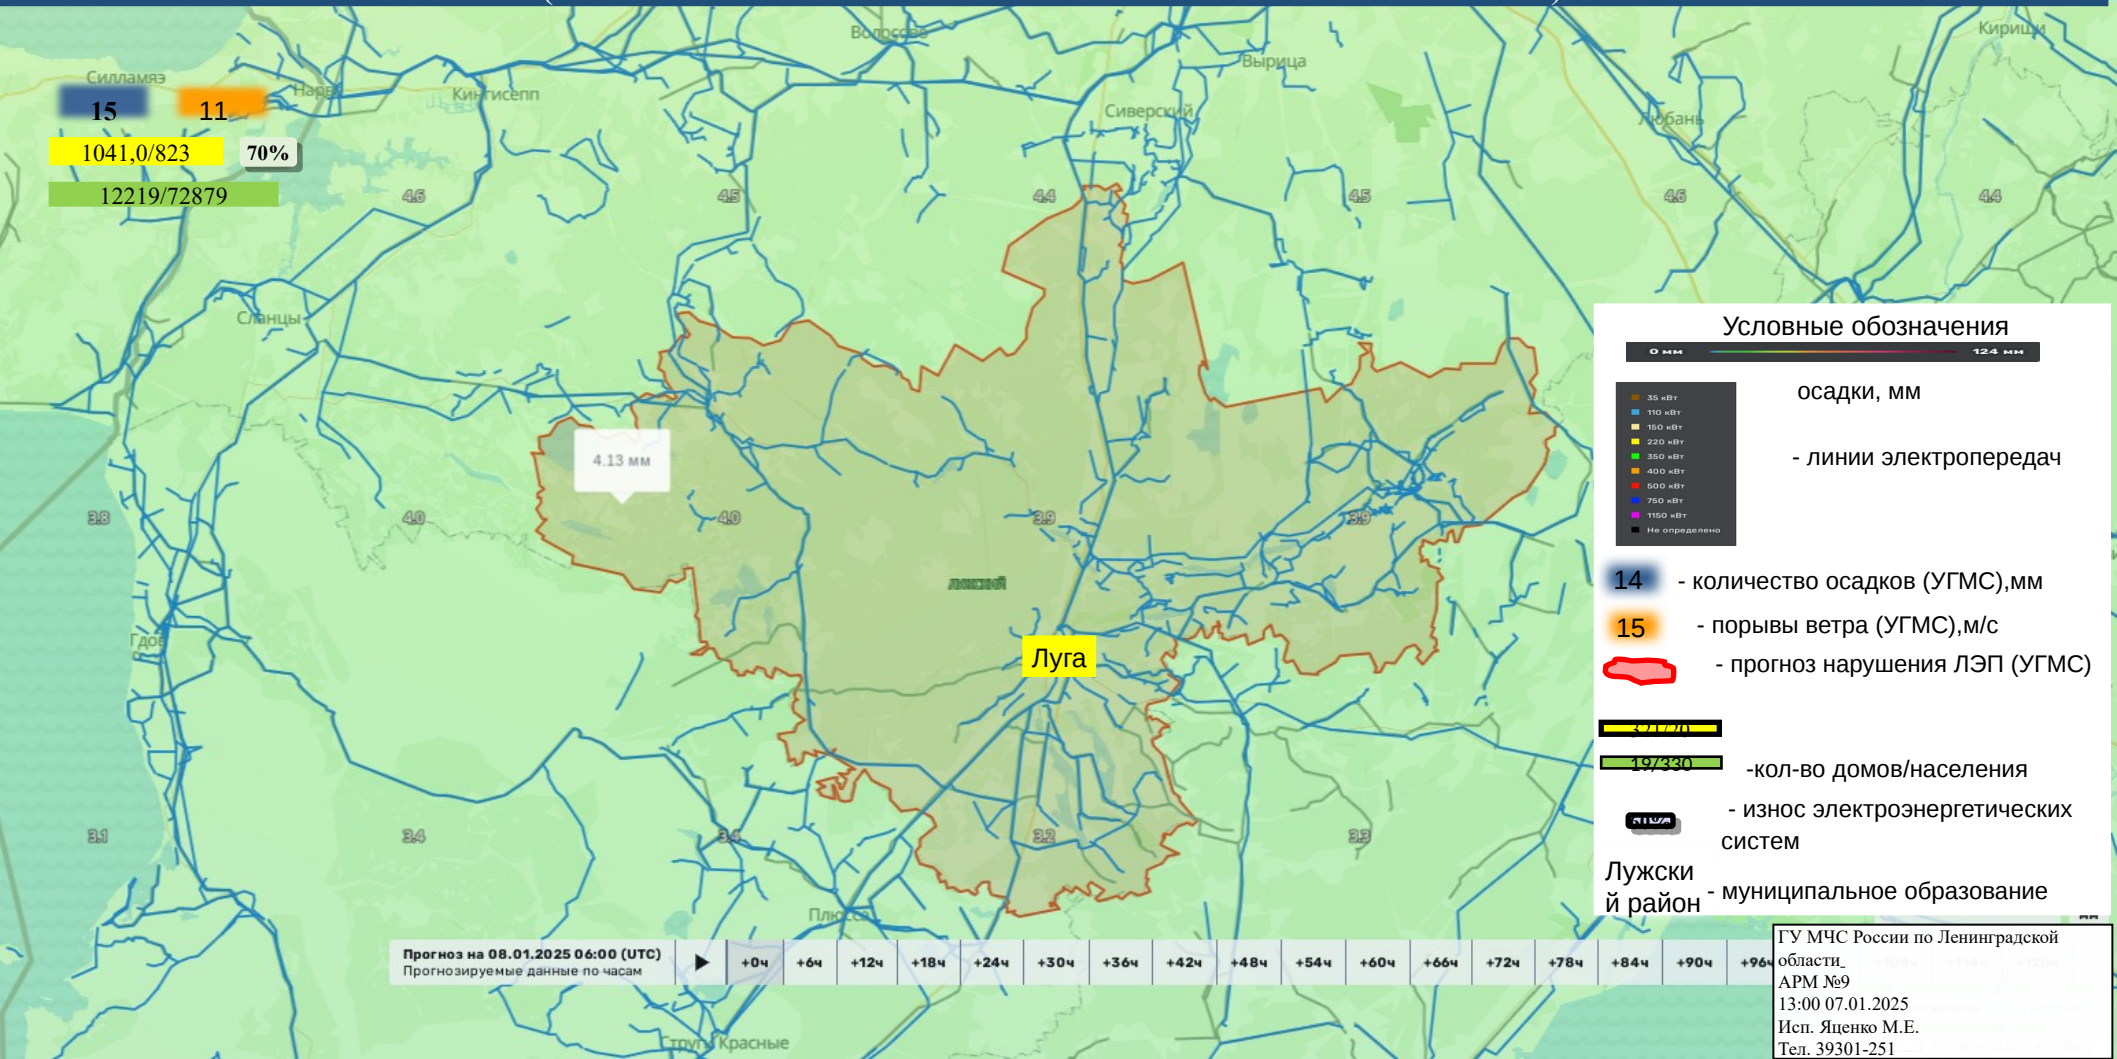 Волосово
Кириши
Вырица
Силламяэ
Нарва
Кингисепп
Сиверский
Любань
15
11
1041,0/823
70%
12219/72879
4.6
4.5
4.4
4.5
4.6
4.4
Сланцы
4.13 мм
3.8
4.0
4.0
3.9
3.9
лужский
Гдов
Луга
3.1
3.4
3.4
3.2
3.3
Плюсса
Струги Красные
Условные обозначения
0 мм
124 мм
осадки, мм
35 кВт
110 кВт
150 кВт
220 кВт
350 кВт
400 кВт
500 кВт
750 кВт
1150 кВт
Не определено
- линии электропередач
14 - количество осадков (УГМС),мм
15 - порывы ветра (УГМС),м/с
- прогноз нарушения ЛЭП (УГМС)
321/20
19/330
-кол-во домов/населения
- износ электроэнергетических
систем
Лужски
й район
- муниципальное образование
мм
Прогноз на 08.01.2025 06:00 (UTC)
Прогнозируемые данные по часам
+0ч +6ч +12ч +18ч +24ч +30ч +36ч +42ч +48ч +54ч +60ч +66ч +72ч +78ч +84ч +90ч +96ч
ГУ МЧС России по Ленинградской
области
АРМ №9
13:00 07.01.2025
Исп. Яценко М.Е.
Тел. 39301-251